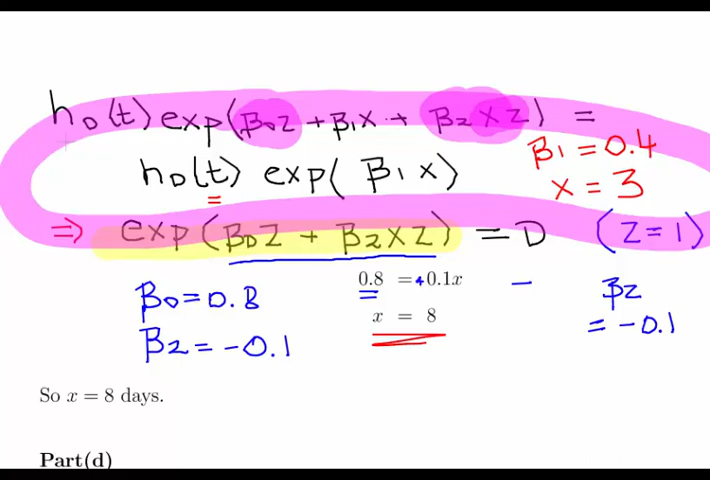 h₀(t) exp(β₀z + β₁x + β₂xz) =
h₀(t) exp(β₁x)
β₁ = 0.4
x = 3
=
⇒ exp(β₀z + β₂xz) = 0 (z=1)
0.8 = +0.1x
β₀ = 0.8
β₂ = -0.1
x = 8
β2
= -0.1
So x = 8 days.
Part(d)